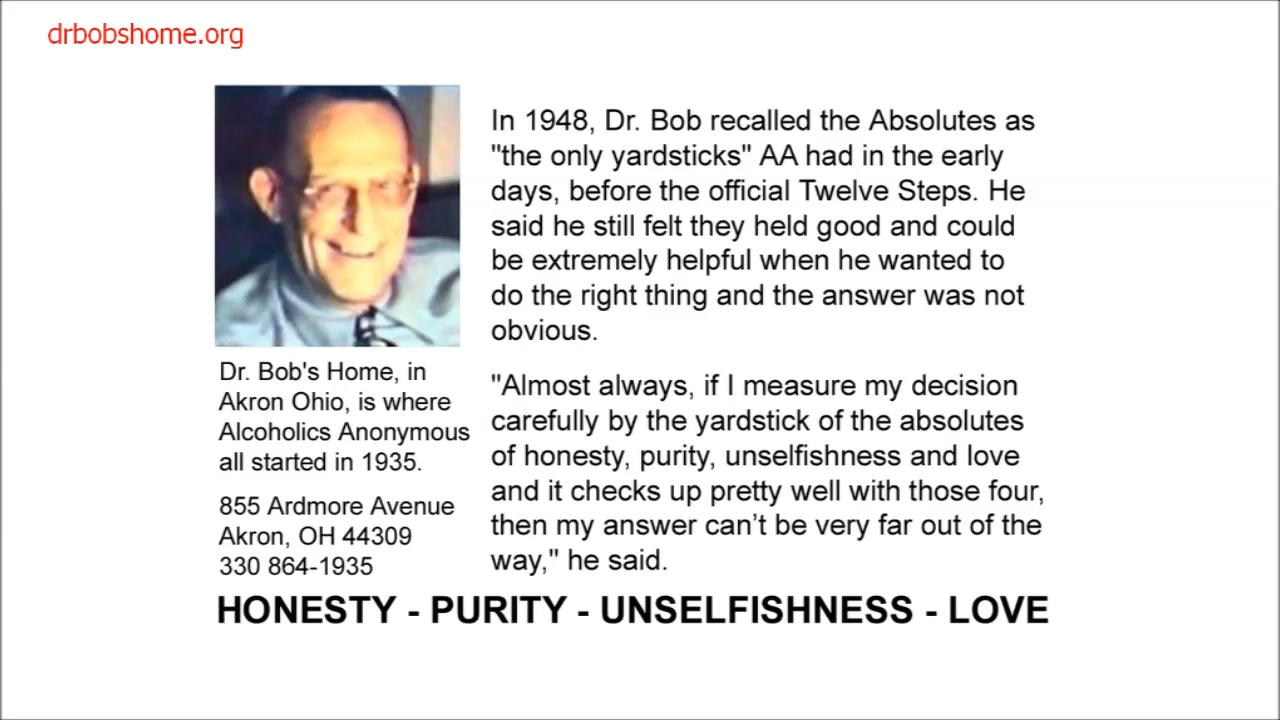 drbobshome.org
In 1948, Dr. Bob recalled the Absolutes as
"the only yardsticks" AA had in the early
days, before the official Twelve Steps. He
said he still felt they held good and could
be extremely helpful when he wanted to
do the right thing and the answer was not
obvious.
"Almost always, if I measure my decision
carefully by the yardstick of the absolutes
of honesty, purity, unselfishness and love
and it checks up pretty well with those four,
then my answer can’t be very far out of the
way," he said.
Dr. Bob's Home, in
Akron Ohio, is where
Alcoholics Anonymous
all started in 1935.
855 Ardmore Avenue
Akron, OH 44309
330 864-1935
HONESTY - PURITY - UNSELFISHNESS - LOVE